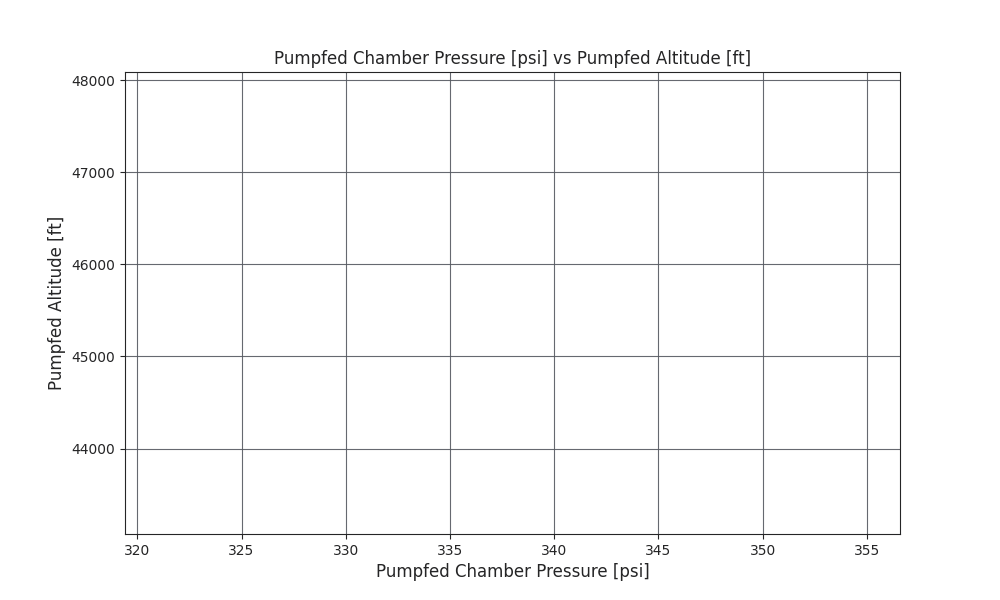 Pumpfed Chamber Pressure [psi] vs Pumpfed Altitude [ft]
48000
47000
46000
45000
44000
Pumpfed Altitude [ft]
320 325 330 335 340 345 350 355
Pumpfed Chamber Pressure [psi]